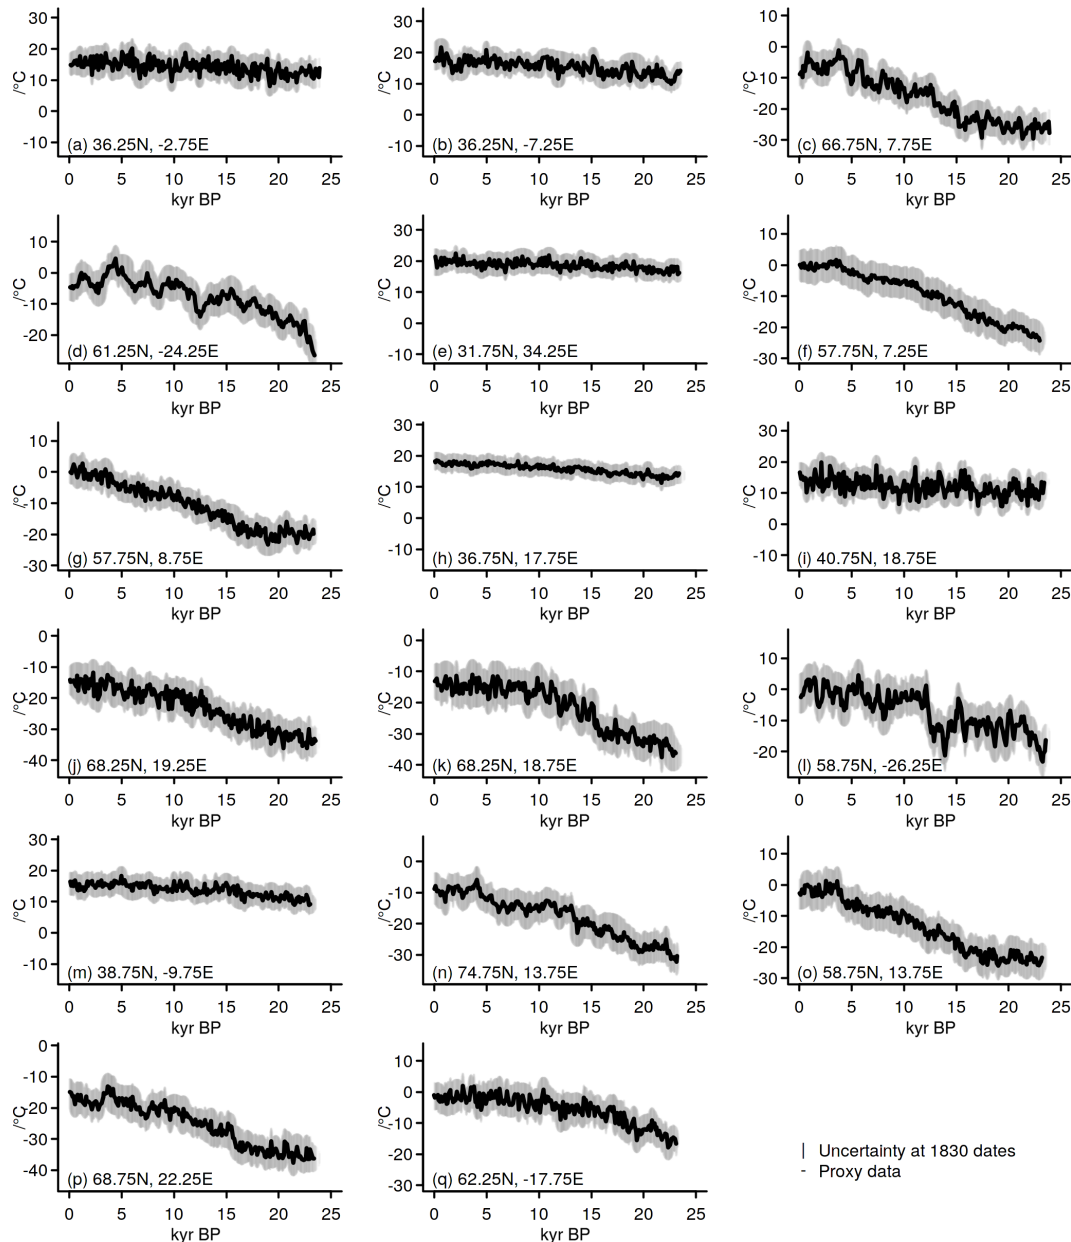 30
20
10
0
-10
/°C
(a) 36.25N, -2.75E
0 5 10 15 20 25
kyr BP
30
20
10
0
-10
/°C
(b) 36.25N, -7.25E
0 5 10 15 20 25
kyr BP
10
0
-10
-20
-30
/°C
(c) 66.75N, 7.75E
0 5 10 15 20 25
kyr BP
10
0
-10
-20
/°C
(d) 61.25N, -24.25E
0 5 10 15 20 25
kyr BP
30
20
10
0
-10
/°C
(e) 31.75N, 34.25E
0 5 10 15 20 25
kyr BP
10
0
-10
-20
-30
/°C
(f) 57.75N, 7.25E
0 5 10 15 20 25
kyr BP
10
0
-10
-20
-30
/°C
(g) 57.75N, 8.75E
0 5 10 15 20 25
kyr BP
30
20
10
0
-10
/°C
(h) 36.75N, 17.75E
0 5 10 15 20 25
kyr BP
30
20
10
0
-10
/°C
(i) 40.75N, 18.75E
0 5 10 15 20 25
kyr BP
0
-10
-20
-30
-40
/°C
(j) 68.25N, 19.25E
0 5 10 15 20 25
kyr BP
0
-10
-20
-30
-40
/°C
(k) 68.25N, 18.75E
0 5 10 15 20 25
kyr BP
10
0
-10
-20
/°C
(l) 58.75N, -26.25E
0 5 10 15 20 25
kyr BP
30
20
10
0
-10
/°C
(m) 38.75N, -9.75E
0 5 10 15 20 25
kyr BP
0
-10
-20
-30
/°C
(n) 74.75N, 13.75E
0 5 10 15 20 25
kyr BP
10
0
-10
-20
-30
/°C
(o) 58.75N, 13.75E
0 5 10 15 20 25
kyr BP
0
-10
-20
-30
-40
/°C
(p) 68.75N, 22.25E
0 5 10 15 20 25
kyr BP
10
0
-10
-20
-30
/°C
(q) 62.25N, -17.75E
0 5 10 15 20 25
kyr BP
| Uncertainty at 1830 dates
- Proxy data